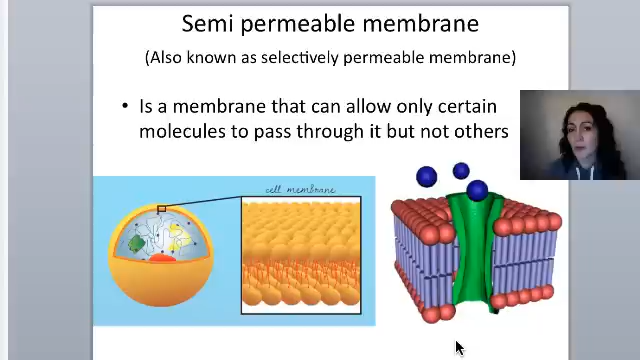 Semi permeable membrane
(Also known as selectively permeable membrane)
• Is a membrane that can allow only certain
molecules to pass through it but not others
cell membrane